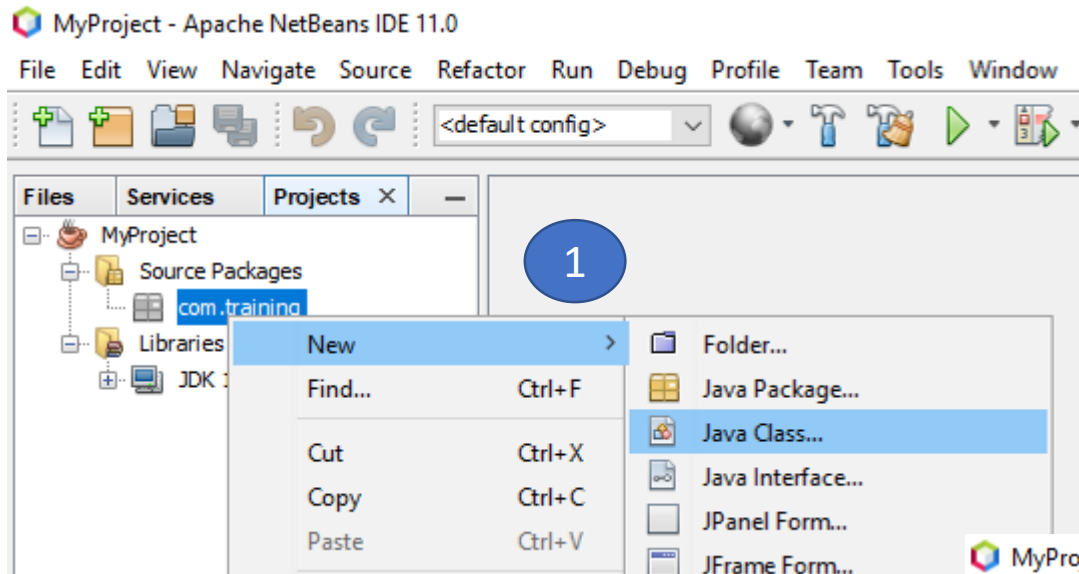 MyProject - Apache NetBeans IDE 11.0
File Edit View Navigate Source Refactor Run Debug Profile Team Tools Window
<default config>
Files Services Projects
MyProject
Source Packages
1
com.training
Libraries
New
Folder...
JDK
Find... Ctrl+F
Java Package...
Java Class...
Cut Ctrl+X
Java Interface...
Copy Ctrl+C
JPanel Form...
Paste Ctrl+V
JFrame Form...
MyPro